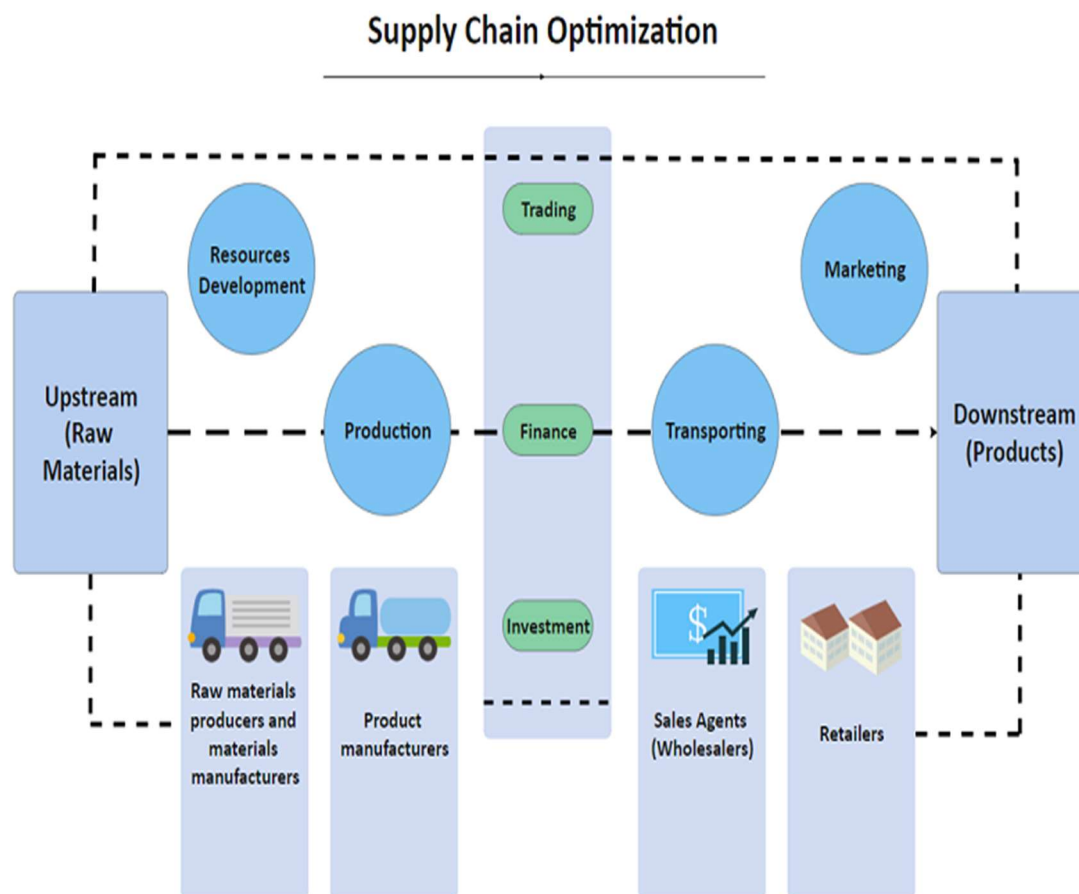 Supply Chain Optimization
Trading
Resources
Development
Marketing
Upstream
(Raw
Materials)
Production
Finance
Transporting
Downstream
(Products)
Investment
$
Raw materials
producers and
materials
manufacturers
Product
manufacturers
Sales Agents
(Wholesalers)
Retailers